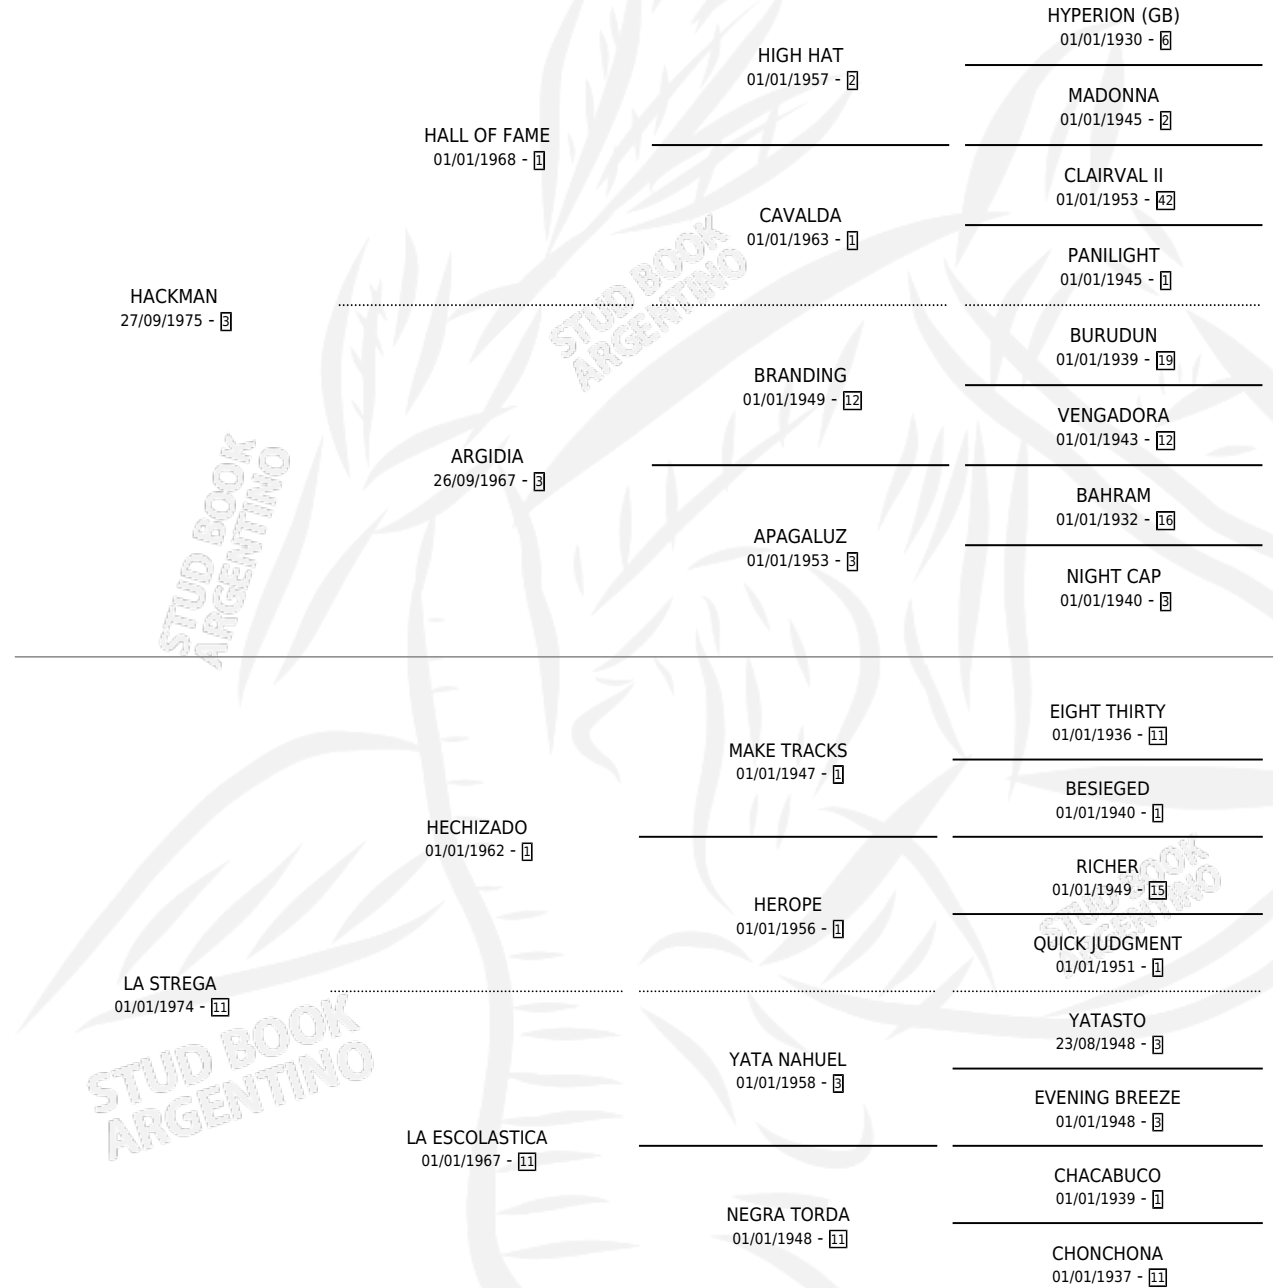 HYPERION (GB)
01/01/1930 - 6
HIGH HAT
01/01/1957 - 2
MADONNA
01/01/1945 - 2
HALL OF FAME
01/01/1968 - 1
CLAIRVAL II
01/01/1953 - 42
CAVALDA
01/01/1963 - 1
PANILIGHT
01/01/1945 - 1
HACKMAN
27/09/1975 - 3
BURUDUN
01/01/1939 - 19
BRANDING
01/01/1949 - 12
VENGADORA
01/01/1943 - 12
ARGIDIA
26/09/1967 - 3
BAHRAM
01/01/1932 - 16
APAGALUZ
01/01/1953 - 3
NIGHT CAP
01/01/1940 - 3
EIGHT THIRTY
01/01/1936 - 11
MAKE TRACKS
01/01/1947 - 1
BESIEGED
01/01/1940 - 1
HECHIZADO
01/01/1962 - 1
RICHER
01/01/1949 - 15
HEROPE
01/01/1956 - 1
QUICK JUDGMENT
01/01/1951 - 1
LA STREGA
01/01/1974 - 11
YATASTO
23/08/1948 - 3
YATA NAHUEL
01/01/1958 - 3
EVENING BREEZE
01/01/1948 - 3
LA ESCOLASTICA
01/01/1967 - 11
CHACABUCO
01/01/1939 - 1
NEGRA TORDA
01/01/1948 - 11
CHONCHONA
01/01/1937 - 11
STUD BOOK
ARGENTINO
STUD BOOK
ARGENTINO
STUD BOOK
ARGENTINO
STUD BOOK
ARGENTINO